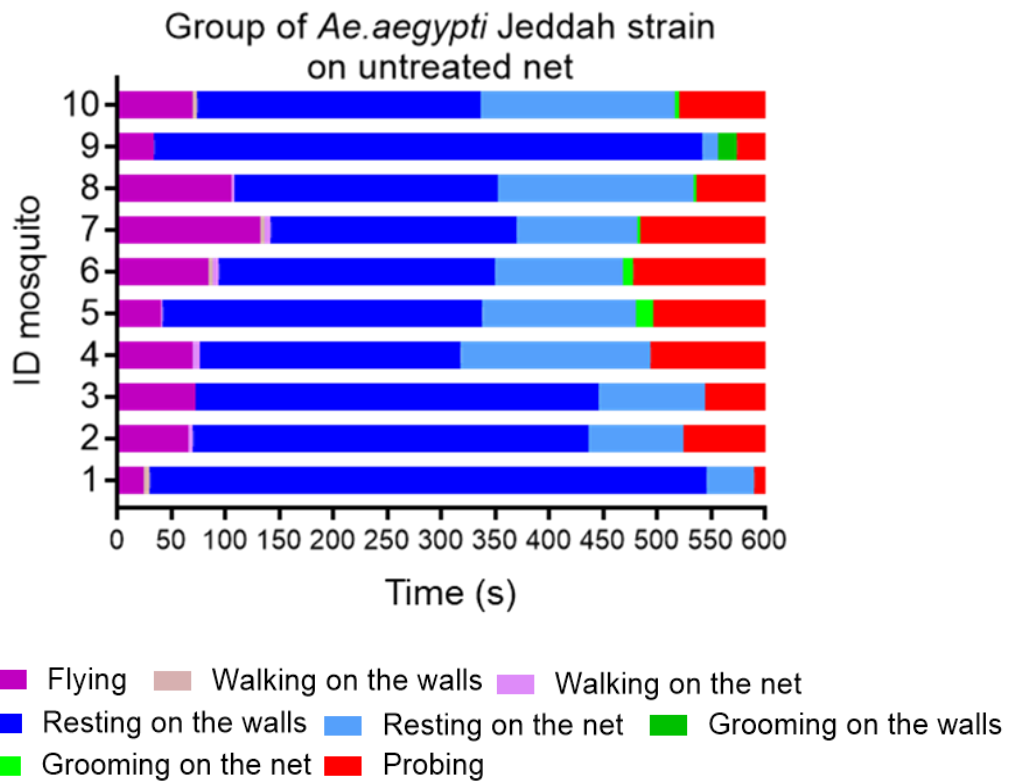 Group of Ae.aegypti Jeddah strain
on untreated net
ID mosquito
10
9
8
7
6
5
4
3
2
1
0 50 100 150 200 250 300 350 400 450 500 550 600
Time (s)
Flying Walking on the walls Walking on the net
Resting on the walls Resting on the net Grooming on the walls
Grooming on the net Probing